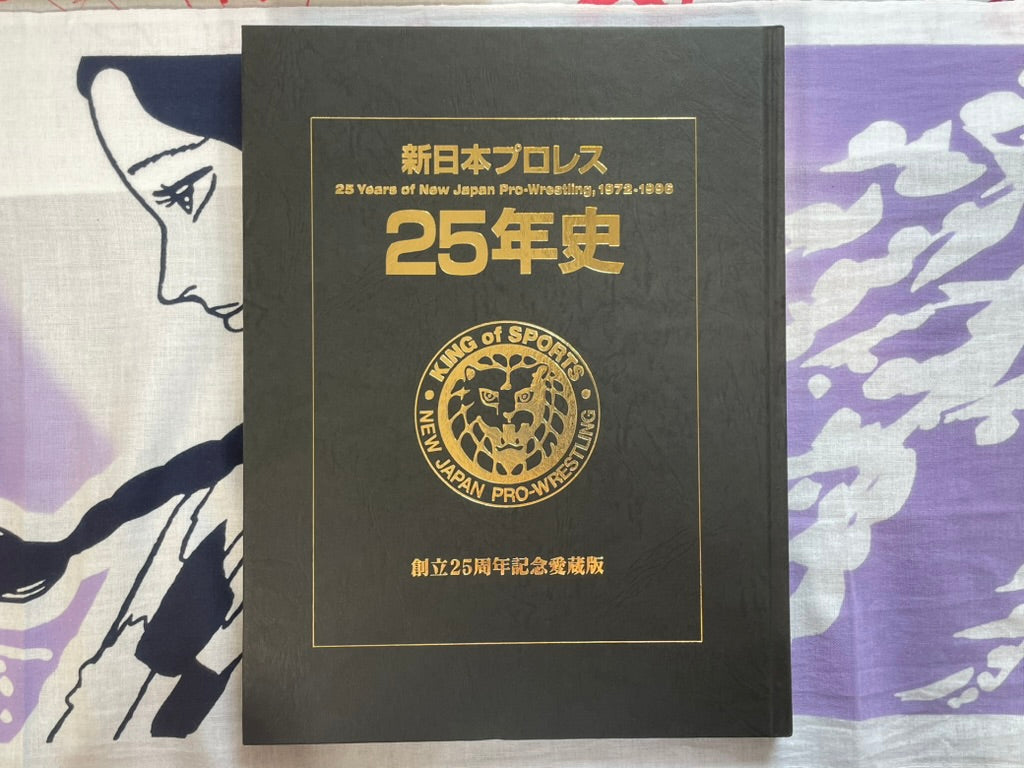 新日本プロレス
25 Years of New Japan Pro-Wrestling, 1972-1996
25年史
KING of SPORTS
NEW JAPAN PRO-WRESTLING
創立25周年記念愛蔵版